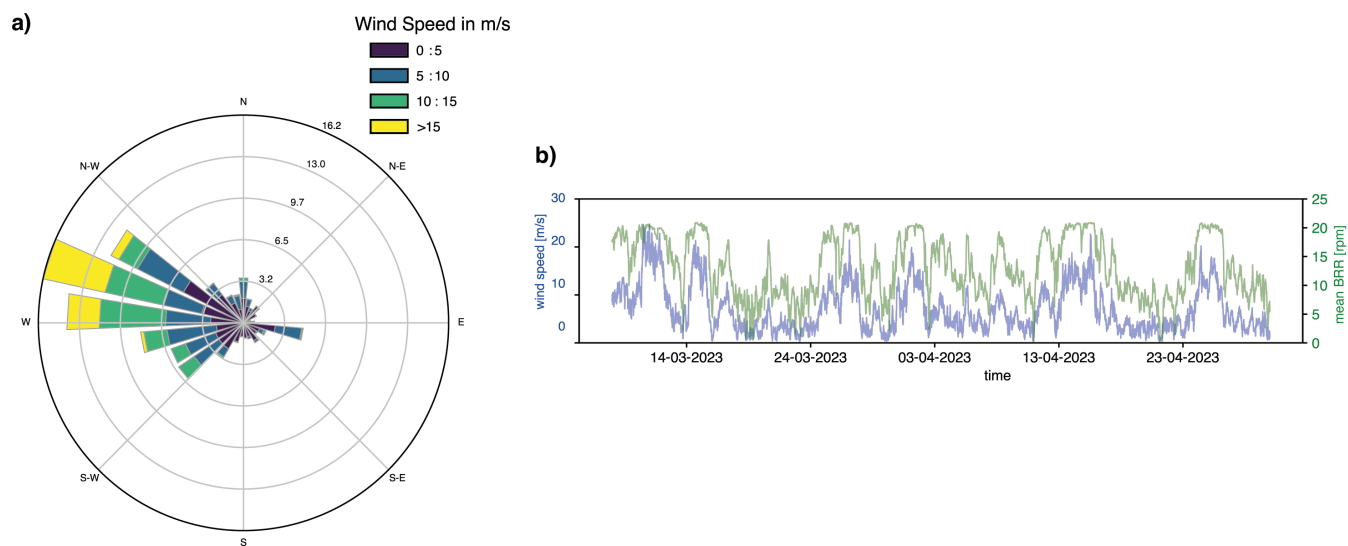 a)
Wind Speed in m/s
0 : 5
5 : 10
10 : 15
>15
N
N-E
E
S-E
S
S-W
W
N-W
3.2
6.5
9.7
13.0
16.2
b)
wind speed [m/s]
30
20
10
0
mean BRR [rpm]
25
20
15
10
5
0
14-03-2023
24-03-2023
03-04-2023
13-04-2023
23-04-2023
time